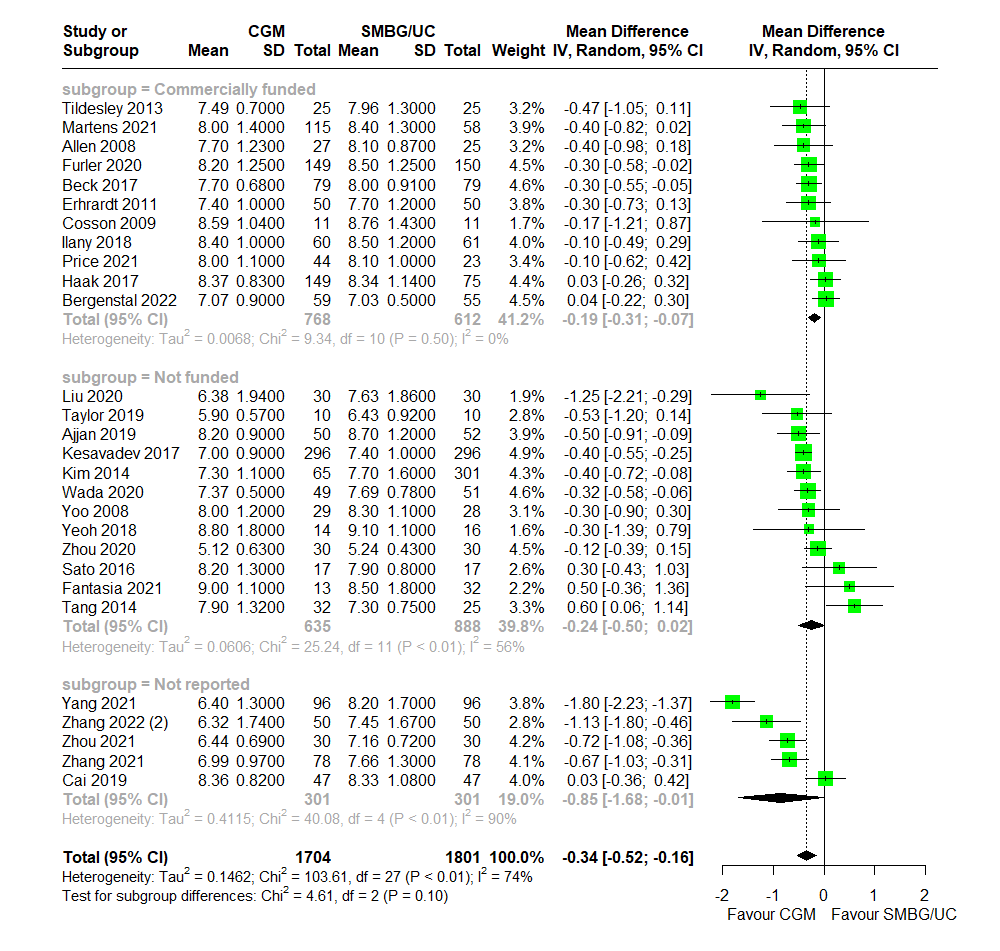 Study or CGM SMBG/UC Mean Difference Mean Difference
Subgroup Mean SD Total Mean SD Total Weight IV, Random, 95% CI IV, Random, 95% CI
subgroup = Commercially funded
Tildesley 2013 7.49 0.7000 25 7.96 1.3000 25 3.2% -0.47 [-1.05; 0.11]
Martens 2021 8.00 1.4000 115 8.40 1.3000 58 3.9% -0.40 [-0.82; 0.02]
Allen 2008 7.70 1.2300 27 8.10 0.8700 25 3.2% -0.40 [-0.98; 0.18]
Furler 2020 8.20 1.2500 149 8.50 1.2500 150 4.5% -0.30 [-0.58; -0.02]
Beck 2017 7.70 0.6800 79 8.00 0.9100 79 4.6% -0.30 [-0.55; -0.05]
Erhrardt 2011 7.40 1.0000 50 7.70 1.2000 50 3.9% -0.30 [-0.73; 0.13]
Cosson 2009 8.59 1.0400 11 8.76 1.4300 11 1.7% -0.17 [-1.21; 0.87]
Ilany 2018 8.40 1.0000 60 8.50 1.2000 61 4.0% -0.10 [-0.49; 0.29]
Price 2021 8.00 1.1000 44 8.10 1.0000 23 3.5% -0.10 [-0.62; 0.42]
Haak 2017 8.37 0.8300 149 8.34 1.1400 75 4.4% 0.03 [-0.26; 0.32]
Bergenstal 2022 7.07 0.9000 59 7.03 0.5000 55 4.5% 0.04 [-0.22; 0.30]
Total (95% CI) 768 612 41.2% -0.19 [-0.31; -0.07]
Heterogeneity: Tau² = 0.0068; Chi² = 9.34, df = 10 (P = 0.50); I² = 0%
subgroup = Not funded
Liu 2020 6.38 1.9400 30 7.63 1.8600 30 1.9% -1.25 [-2.21; -0.29]
Taylor 2019 5.90 0.5700 10 6.43 0.9200 10 2.8% -0.53 [-1.20; 0.14]
Ajjan 2019 8.20 0.9000 50 8.70 1.2000 52 3.9% -0.50 [-0.91; -0.09]
Kesavadev 2017 7.00 0.9000 296 7.40 1.0000 296 4.9% -0.40 [-0.55; -0.25]
Kim 2014 7.30 1.1000 65 7.70 1.6000 301 4.3% -0.40 [-0.72; -0.08]
Wada 2020 7.37 0.5000 49 7.69 0.7800 51 4.5% -0.32 [-0.58; -0.06]
Yoo 2008 8.00 1.2000 29 8.30 1.1000 28 3.1% -0.30 [-0.90; 0.30]
Yeoh 2018 8.80 1.8000 14 9.10 1.1000 16 1.6% -0.30 [-1.39; 0.79]
Zhou 2020 5.12 0.6300 30 5.24 0.4300 30 4.5% -0.12 [-0.39; 0.15]
Sato 2016 8.20 1.3000 17 7.90 0.8000 17 2.6% 0.30 [-0.43; 1.03]
Fantasia 2021 9.00 1.1000 13 8.50 1.8000 32 2.2% 0.50 [-0.36; 1.36]
Tang 2014 7.90 1.3200 32 7.30 0.7500 25 3.3% 0.60 [ 0.06; 1.14]
Total (95% CI) 635 888 39.8% -0.24 [-0.50; 0.02]
Heterogeneity: Tau² = 0.0606; Chi² = 25.24, df = 11 (P < 0.01); I² = 56%
subgroup = Not reported
Yang 2021 6.40 1.3000 96 8.20 1.7000 96 3.8% -1.80 [-2.23; -1.37]
Zhang 2022 (2) 6.32 1.7400 50 7.45 1.6700 50 2.8% -1.13 [-1.80; -0.46]
Zhou 2021 6.44 0.6900 30 7.16 0.7200 30 4.2% -0.72 [-1.08; -0.36]
Zhang 2021 6.99 0.9700 78 7.66 1.3000 78 4.2% -0.67 [-1.03; -0.31]
Cai 2019 8.36 0.8200 47 8.33 1.0800 47 4.0% 0.03 [-0.36; 0.42]
Total (95% CI) 301 301 19.0% -0.85 [-1.68; -0.01]
Heterogeneity: Tau² = 0.4115; Chi² = 40.08, df = 4 (P < 0.01); I² = 90%
Total (95% CI) 1704 1801 100.0% -0.34 [-0.52; -0.16]
Heterogeneity: Tau² = 0.1462; Chi² = 103.61, df = 27 (P < 0.01); I² = 74%
Test for subgroup differences: Chi² = 4.61, df = 2 (P = 0.10)
-2 -1 0 1 2
Favour CGM Favour SMBG/UC